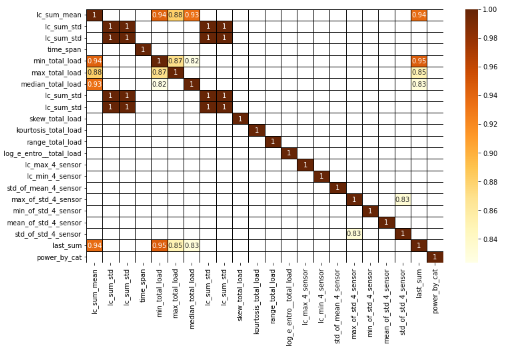 lc_sum_mean 1 0.94 0.88 0.93 0.94
lc_sum_std 1 1 1 1
lc_sum_std 1 1 1 1
time_span 1
min_total_load 0.94 1 0.87 0.82 0.95
max_total_load 0.88 0.87 1 0.85
median_total_load 0.93 0.82 1 0.83
lc_sum_std 1 1 1 1
lc_sum_std 1 1 1 1
skew_total_load 1
kourtosis_total_load 1
range_total_load 1
log_e_entro__total_load 1
lc_max_4_sensor 1
lc_min_4_sensor 1
std_of_mean_4_sensor 1
max_of_std_4_sensor 1 0.83
min_of_std_4_sensor 1
mean_of_std_4_sensor 1
std_of_std_4_sensor 0.83 1
last_sum 0.94 0.95 0.85 0.83 1
power_by_cat 1
lc_sum_mean
lc_sum_std
lc_sum_std
time_span
min_total_load
max_total_load
median_total_load
lc_sum_std
lc_sum_std
skew_total_load
kourtosis_total_load
range_total_load
log_e_entro__total_load
lc_max_4_sensor
lc_min_4_sensor
std_of_mean_4_sensor
max_of_std_4_sensor
min_of_std_4_sensor
mean_of_std_4_sensor
std_of_std_4_sensor
last_sum
power_by_cat
1.00
0.98
0.96
0.94
0.92
0.90
0.88
0.86
0.84